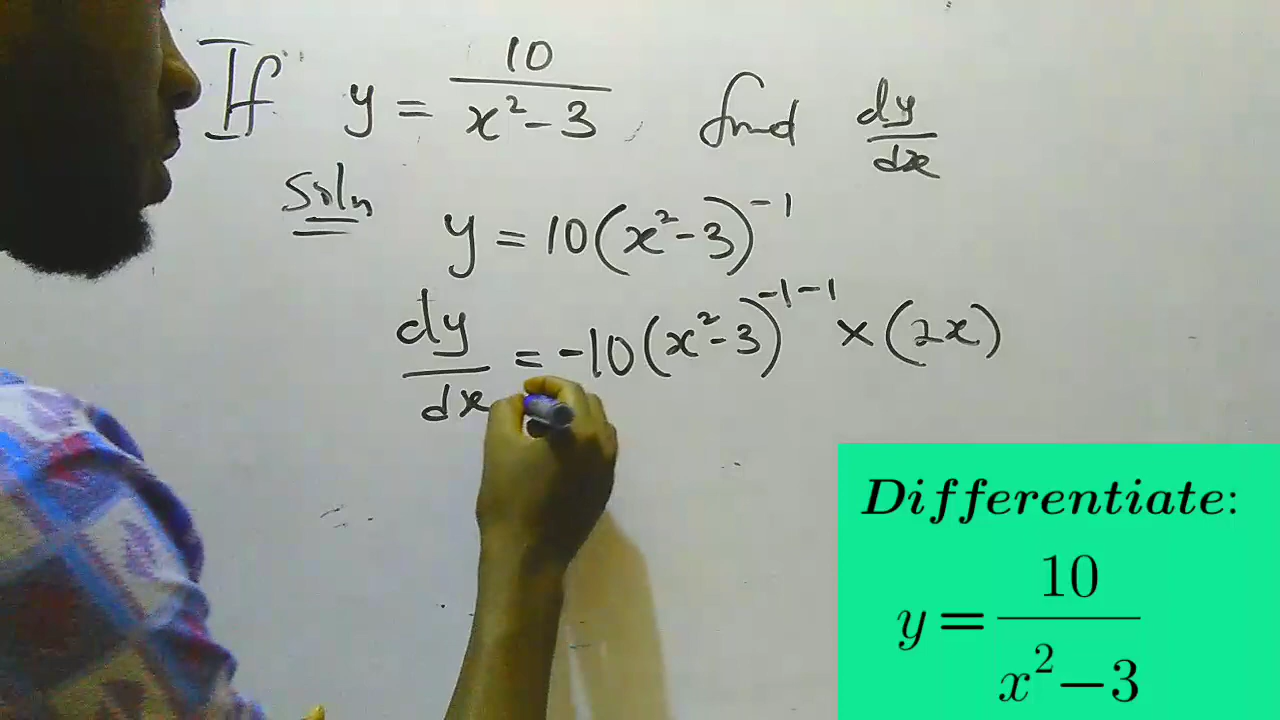 If y = 10/(x² - 3), find dy/dx
Soln
y = 10(x² - 3)⁻¹
dy/dx = -10(x² - 3)⁻¹⁻¹ × (2x)
Differentiate:
y = 10/(x² - 3)